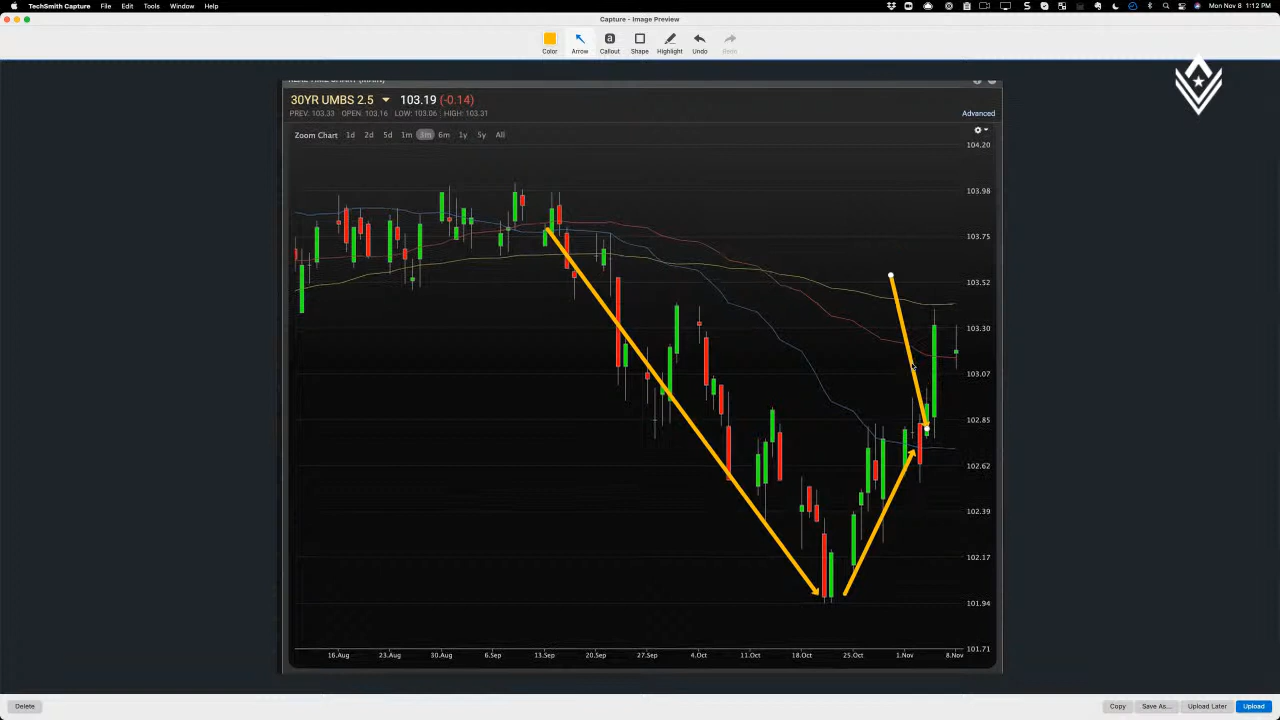 TechSmith Capture File Edit Tools Window Help Mon Nov 8 1:12 PM
Capture - Image Preview
Color Arrow Callout Shape Highlight Undo Redo
30YR UMBS 2.5 103.19 (-0.14)
PREV: 103.33 OPEN: 103.16 LOW: 103.06 HIGH: 103.31
Advanced
Zoom Chart 1d 2d 5d 1m 3m 6m 1y 5y All
104.20
103.98
103.75
103.52
103.30
103.07
102.85
102.62
102.39
102.17
101.94
101.71
16.Aug 23.Aug 30.Aug 6.Sep 13.Sep 20.Sep 27.Sep 4.Oct 11.Oct 18.Oct 25.Oct 1.Nov 8.Nov
Delete Copy Save As... Upload Later Upload